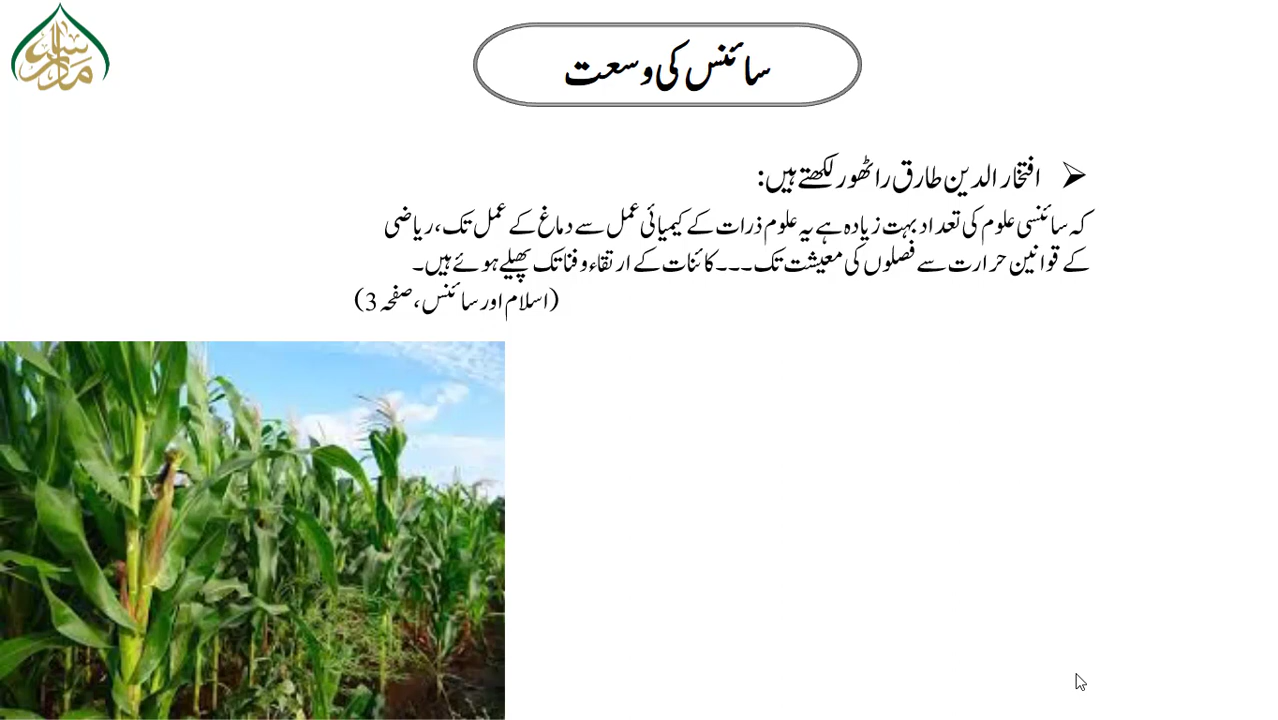 سائنس کی وسعت
افتخار الدین طارق راٹھور لکھتے ہیں:
کہ سائنسی علوم کی تعداد بہت زیادہ ہے یہ علوم ذرات کے کیمیائی عمل سے دماغ کے عمل تک، ریاضی
کے قوانین حرارت سے فصلوں کی معیشت تک۔۔۔کائنات کے ارتقاء و فنا تک پھیلے ہوئے ہیں۔
(اسلام اور سائنس، صفحہ 3)